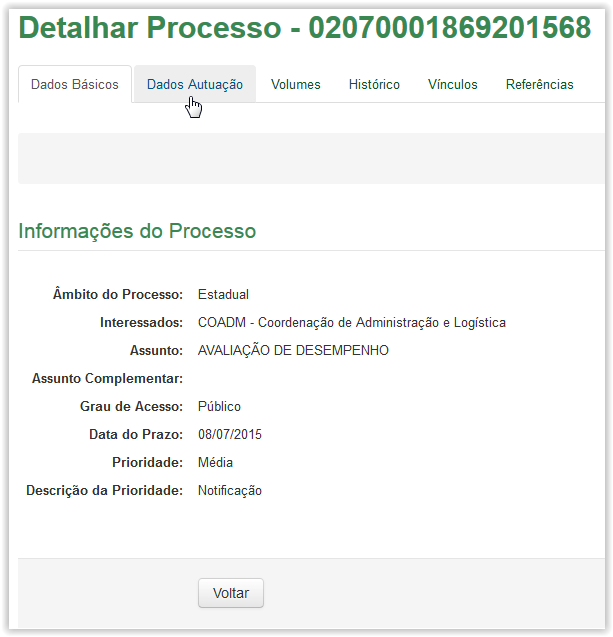 Detalhar Processo - 02070001869201568
Dados Básicos Dados Autuação Volumes Histórico Vínculos Referências
Informações do Processo
Âmbito do Processo: Estadual
Interessados: COADM - Coordenação de Administração e Logística
Assunto: AVALIAÇÃO DE DESEMPENHO
Assunto Complementar:
Grau de Acesso: Público
Data do Prazo: 08/07/2015
Prioridade: Média
Descrição da Prioridade: Notificação
Voltar